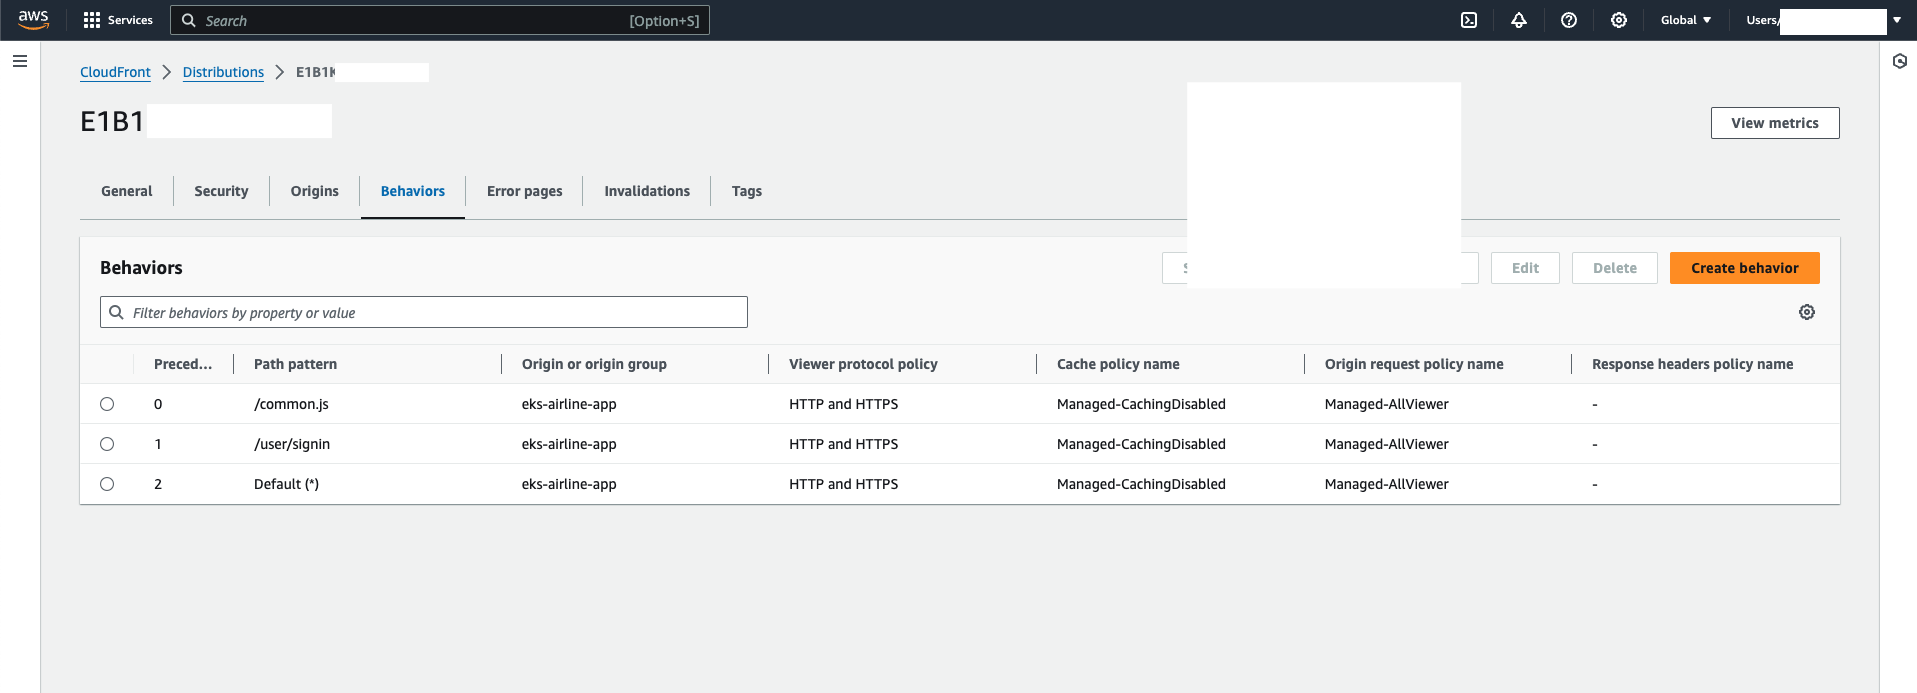 aws Services Search [Option+S] Global Users/
CloudFront Distributions E1B1K
E1B1
View metrics
General Security Origins Behaviors Error pages Invalidations Tags
Behaviors
Edit Delete Create behavior
Filter behaviors by property or value
Preced... Path pattern Origin or origin group Viewer protocol policy Cache policy name Origin request policy name Response headers policy name
0 /common.js eks-airline-app HTTP and HTTPS Managed-CachingDisabled Managed-AllViewer -
1 /user/signin eks-airline-app HTTP and HTTPS Managed-CachingDisabled Managed-AllViewer -
2 Default (*) eks-airline-app HTTP and HTTPS Managed-CachingDisabled Managed-AllViewer -